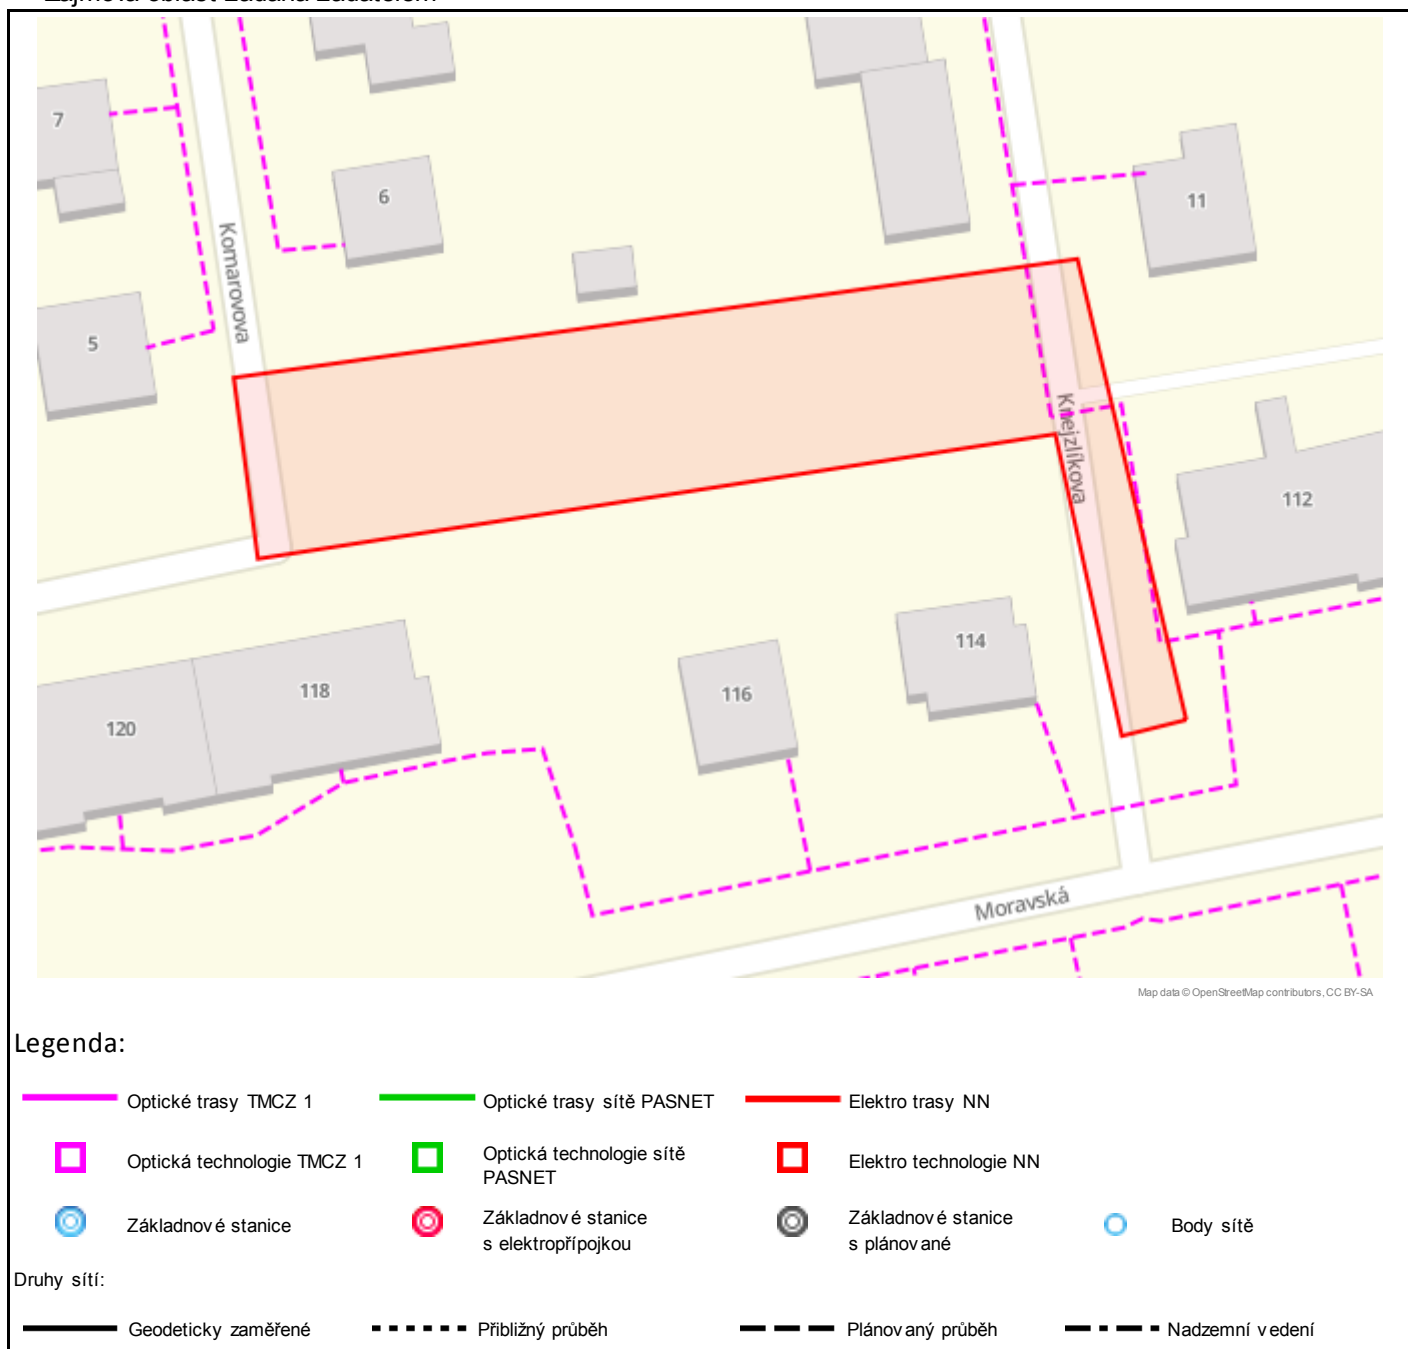 7
6
11
Komarovova
5
Knejzlíkova
112
114
118
116
120
Moravská
Map data © OpenStreetMap contributors, CC BY-SA
Legenda:
Optické trasy TMCZ 1
Optické trasy sítě PASNET
Elektro trasy NN
Optická technologie TMCZ 1
Optická technologie sítě
PASNET
Elektro technologie NN
Základnové stanice
Základnové stanice
s elektropřípojkou
Základnové stanice
s plánované
Body sítě
Druhy sítí:
Geodeticky zaměřené
Přibližný průběh
Plánovaný průběh
Nadzemní vedení